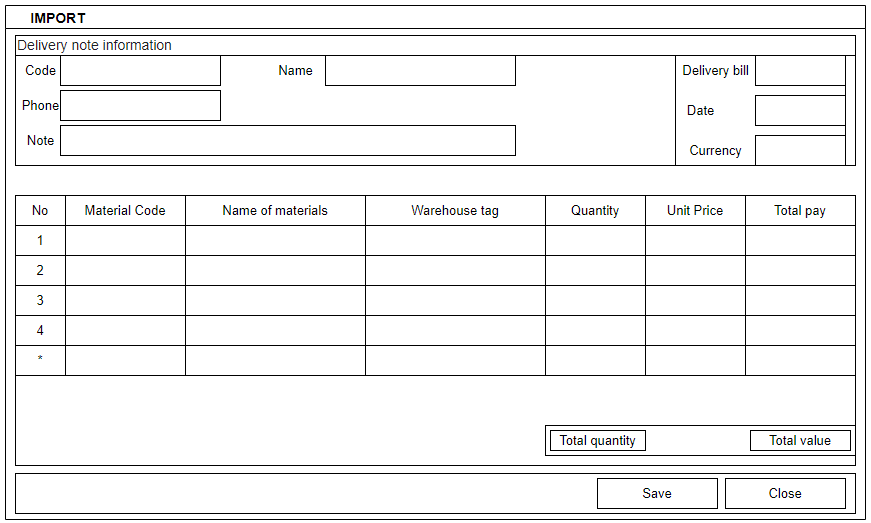 IMPORT
Delivery note information
Code Name Delivery bill
Phone Date
Note Currency
No Material Code Name of materials Warehouse tag Quantity Unit Price Total pay
1
2
3
4
*
Total quantity Total value
Save Close